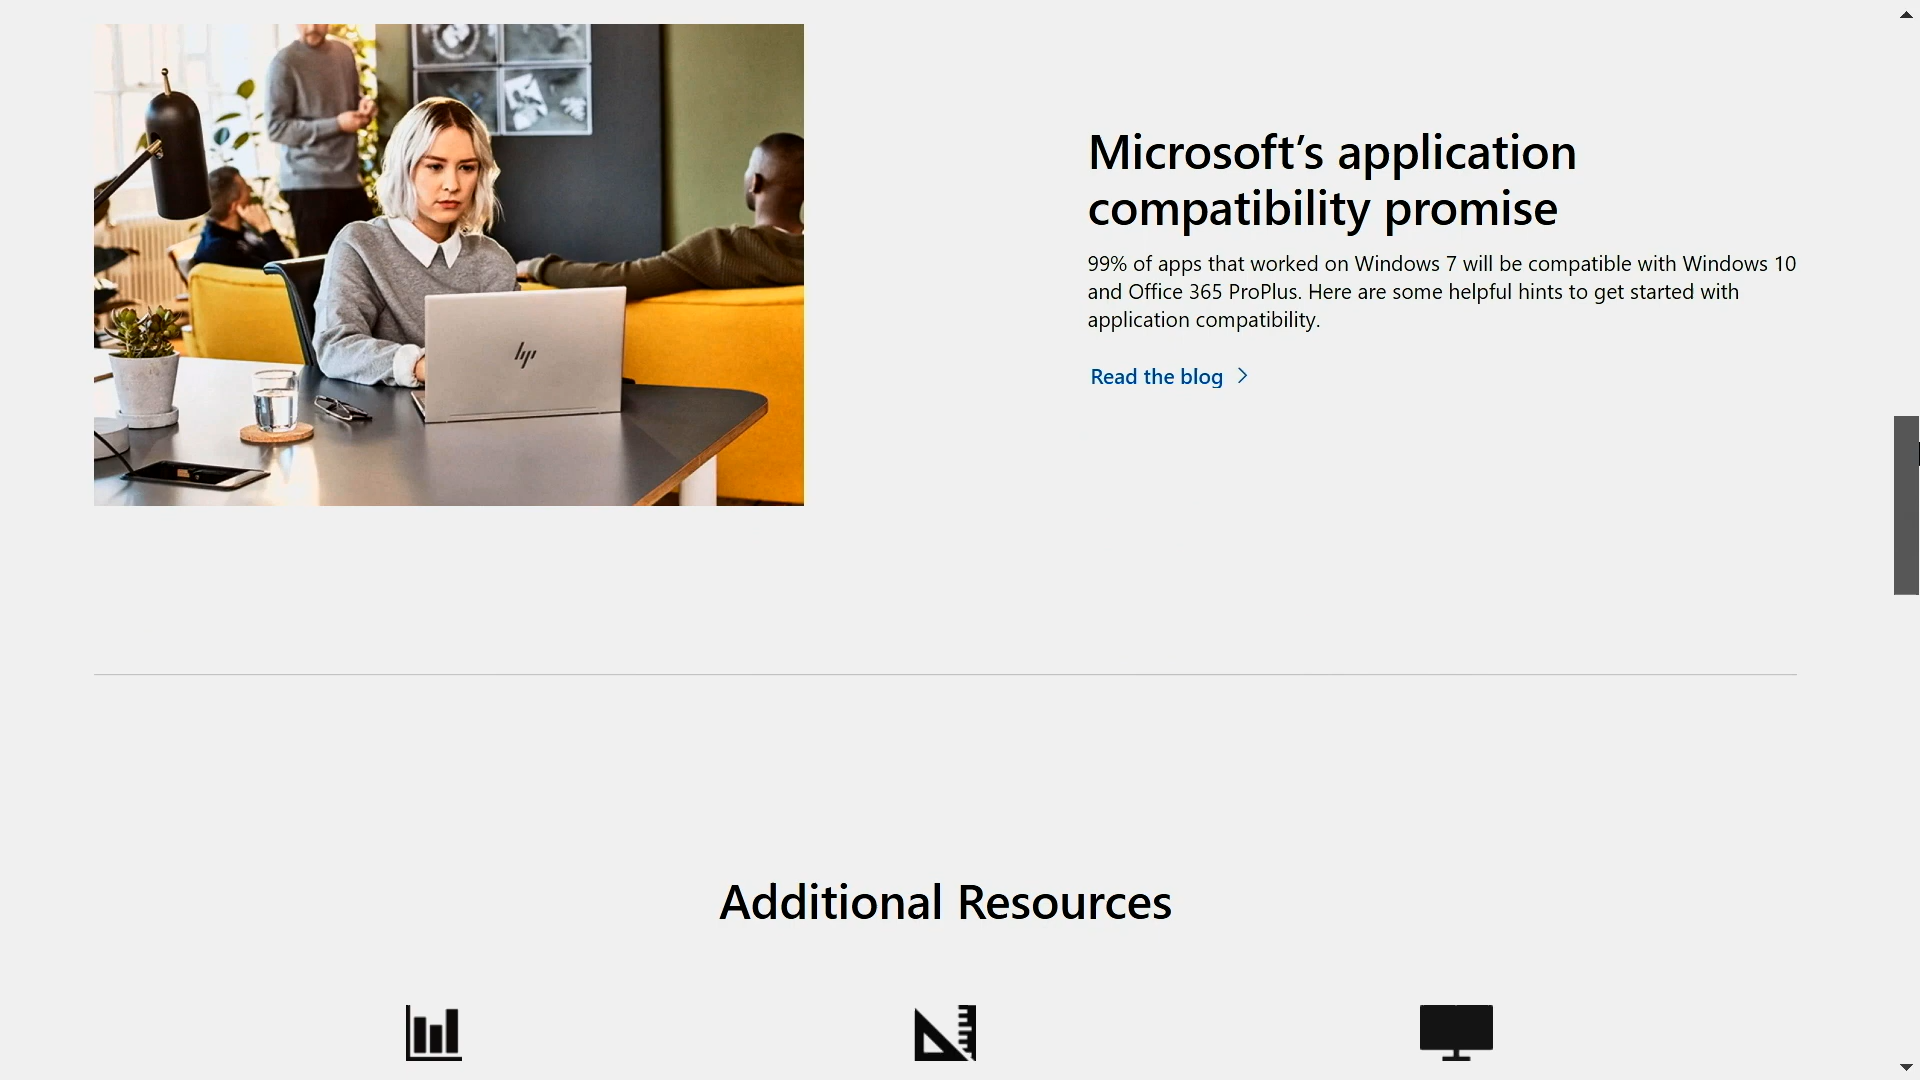 hp
Microsoft’s application
compatibility promise
99% of apps that worked on Windows 7 will be compatible with Windows 10
and Office 365 ProPlus. Here are some helpful hints to get started with
application compatibility.
Read the blog
Additional Resources